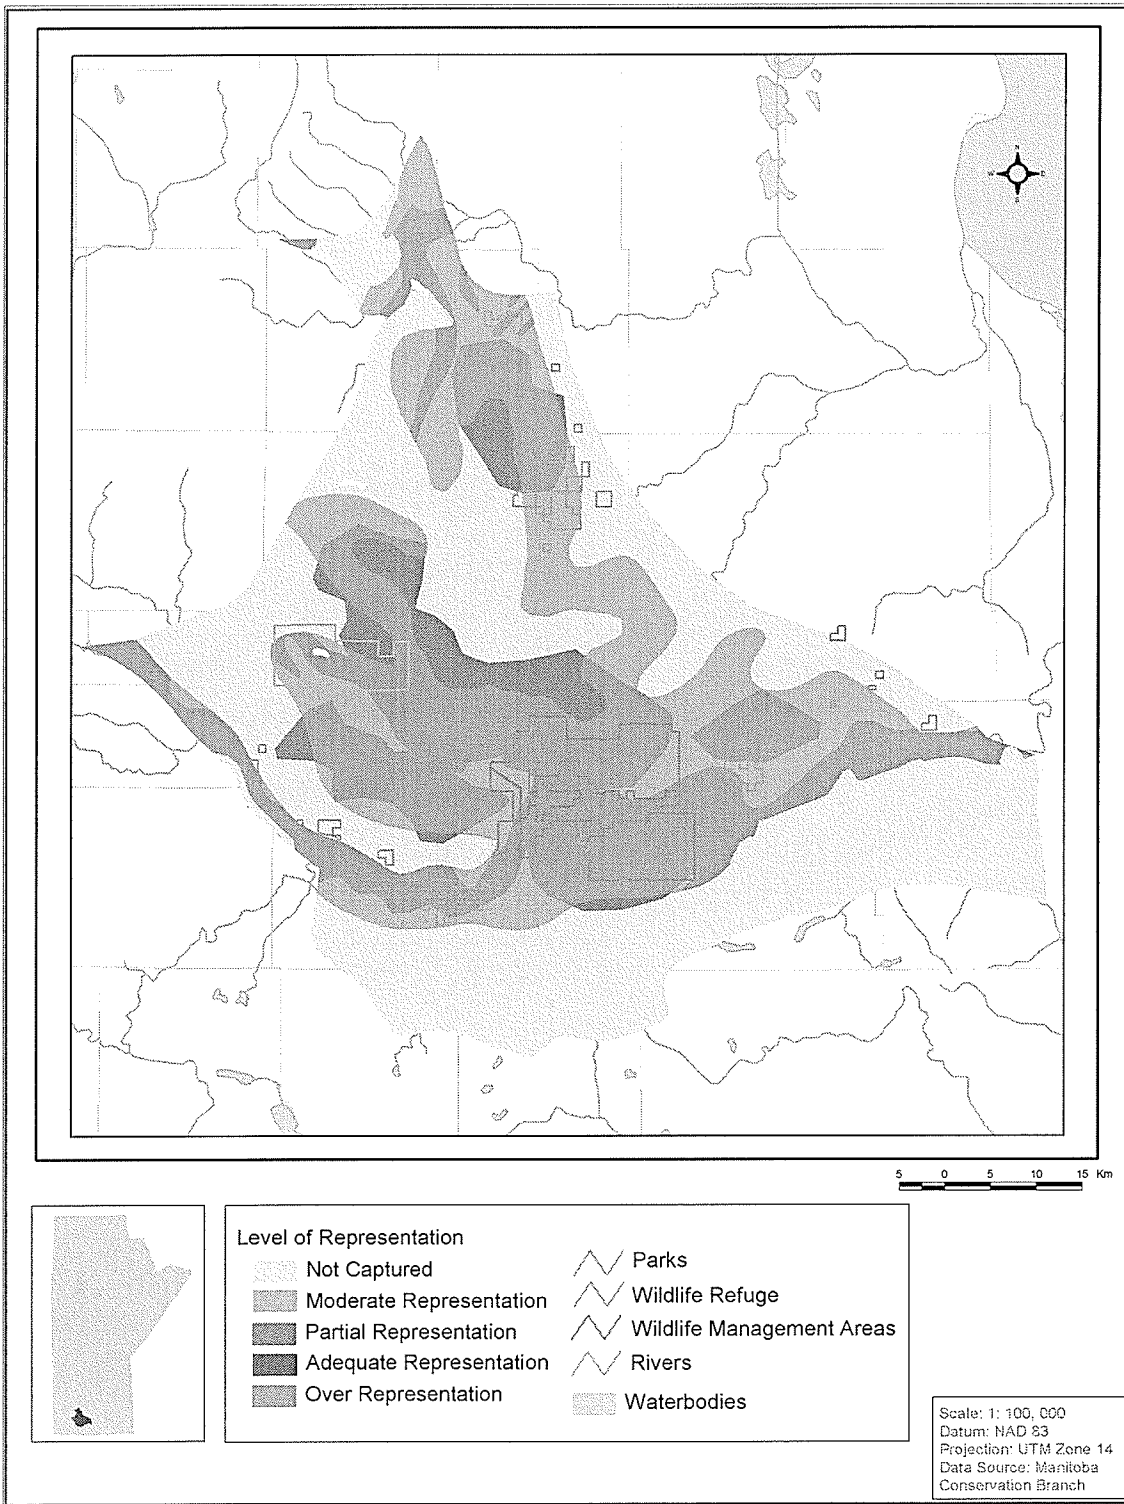 N
W
E
S
5 0 5 10 15 Km
Level of Representation
Not Captured
Moderate Representation
Partial Representation
Adequate Representation
Over Representation
Parks
Wildlife Refuge
Wildlife Management Areas
Rivers
Waterbodies
Scale: 1: 100, 000
Datum: NAD 83
Projection: UTM Zone 14
Data Source: Manitoba
Conservation Branch